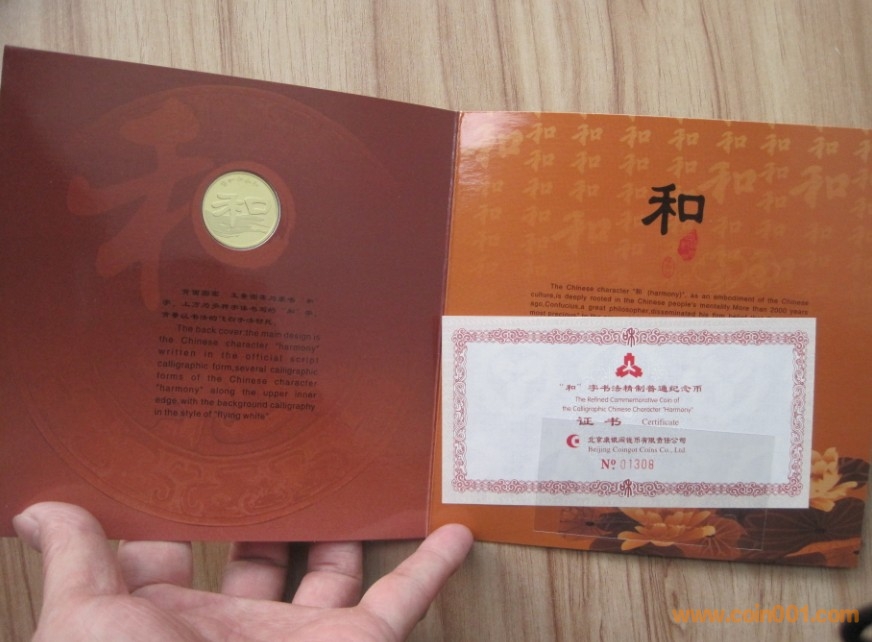 和
The back cover:the main design is
the Chinese character "harmony"
written in the official script
calligraphic form,several caligraphic
forms of the Chinese character
"harmony" along the upper inner
edge,with the background calligraphy
in the style of "flying white".
和
The Chinese character "和 (harmony)", as an embodiment of the Chinese
culture,is deeply rooted in the Chinese people's mentality.More than 2000 years
ago,Confucius,a great philosopher,disseminated his
most precious"
"和"字书法精制普通纪念币
The Refined Commemorative Coin of
the Calligraphic Chinese Character "Harmony"
证 书 Certificate
北京康银阁钱币有限责任公司
Beijing Coingot Coins Co., Ltd.
№ 01308
www.coin001.com